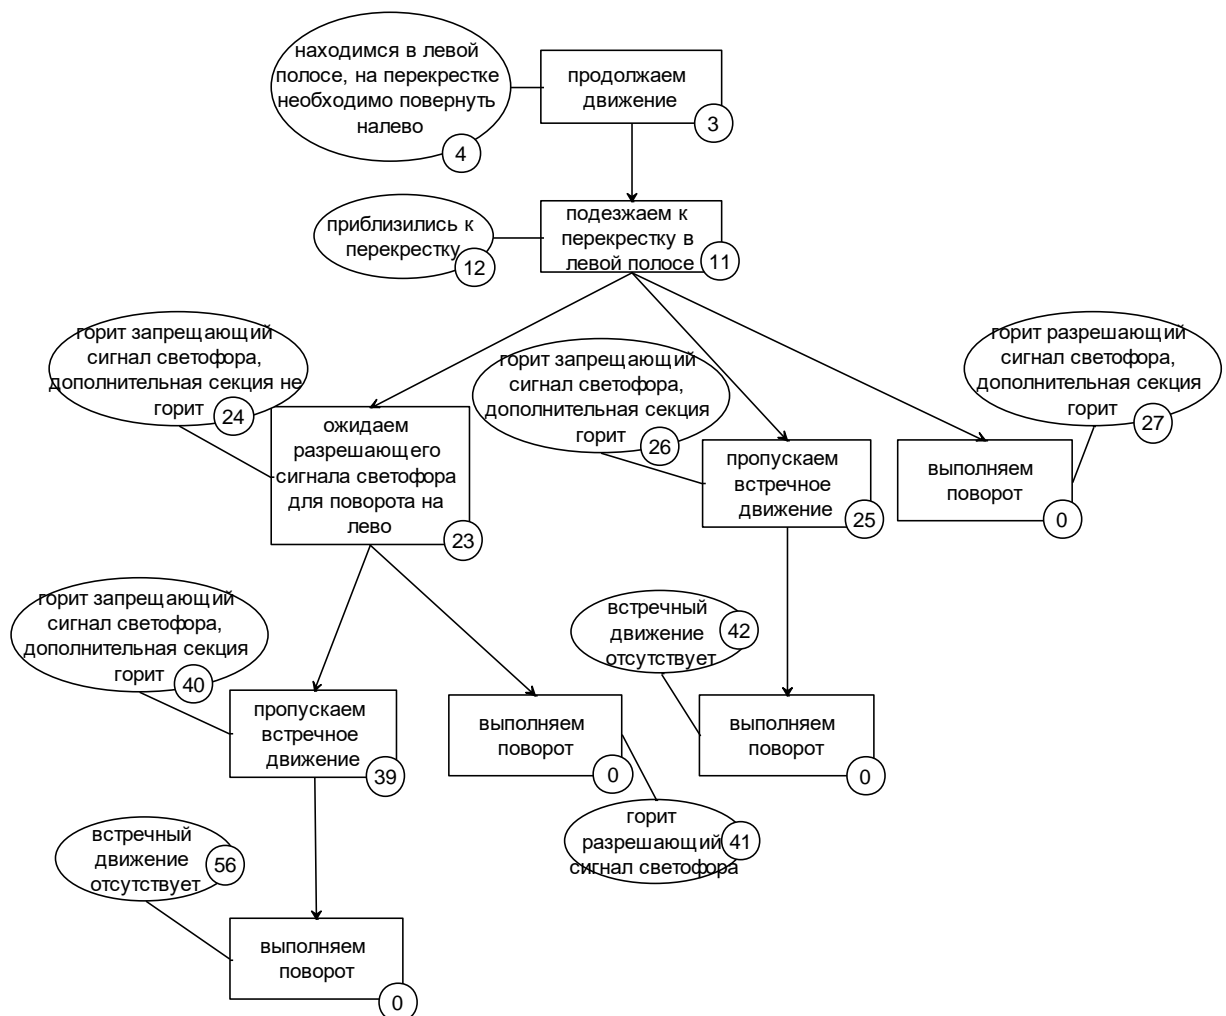 находимся в левой
полосе, на перекрестке
необходимо повернуть
налево
4
продолжаем
движение
3
приблизились к
перекрестку
12
подезжаем к
перекрестку в
левой полосе
11
горит запрещающий
сигнал светофора,
дополнительная секция не
горит
24
горит запрещающий
сигнал светофора,
дополнительная секция
горит
26
горит разрешающий
сигнал светофора,
дополнительная секция
горит
27
ожидаем
разрешающего
сигнала светофора
для поворота на
лево
23
пропускаем
встречное
движение
25
выполняем
поворот
0
горит запрещающий
сигнал светофора,
дополнительная секция
горит
40
встречный
движение
отсутствует
42
пропускаем
встречное
движение
39
выполняем
поворот
0
выполняем
поворот
0
горит
разрешающий
сигнал светофора
41
встречный
движение
отсутствует
56
выполняем
поворот
0